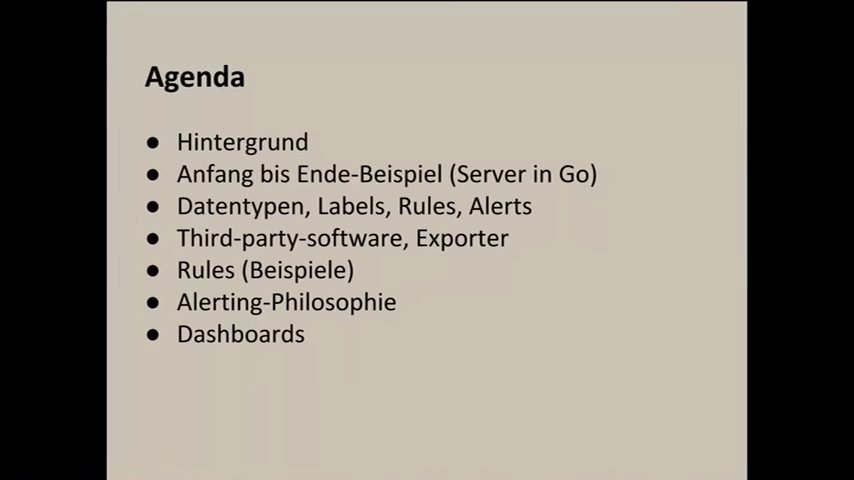 Agenda
● Hintergrund
● Anfang bis Ende-Beispiel (Server in Go)
● Datentypen, Labels, Rules, Alerts
● Third-party-software, Exporter
● Rules (Beispiele)
● Alerting-Philosophie
● Dashboards